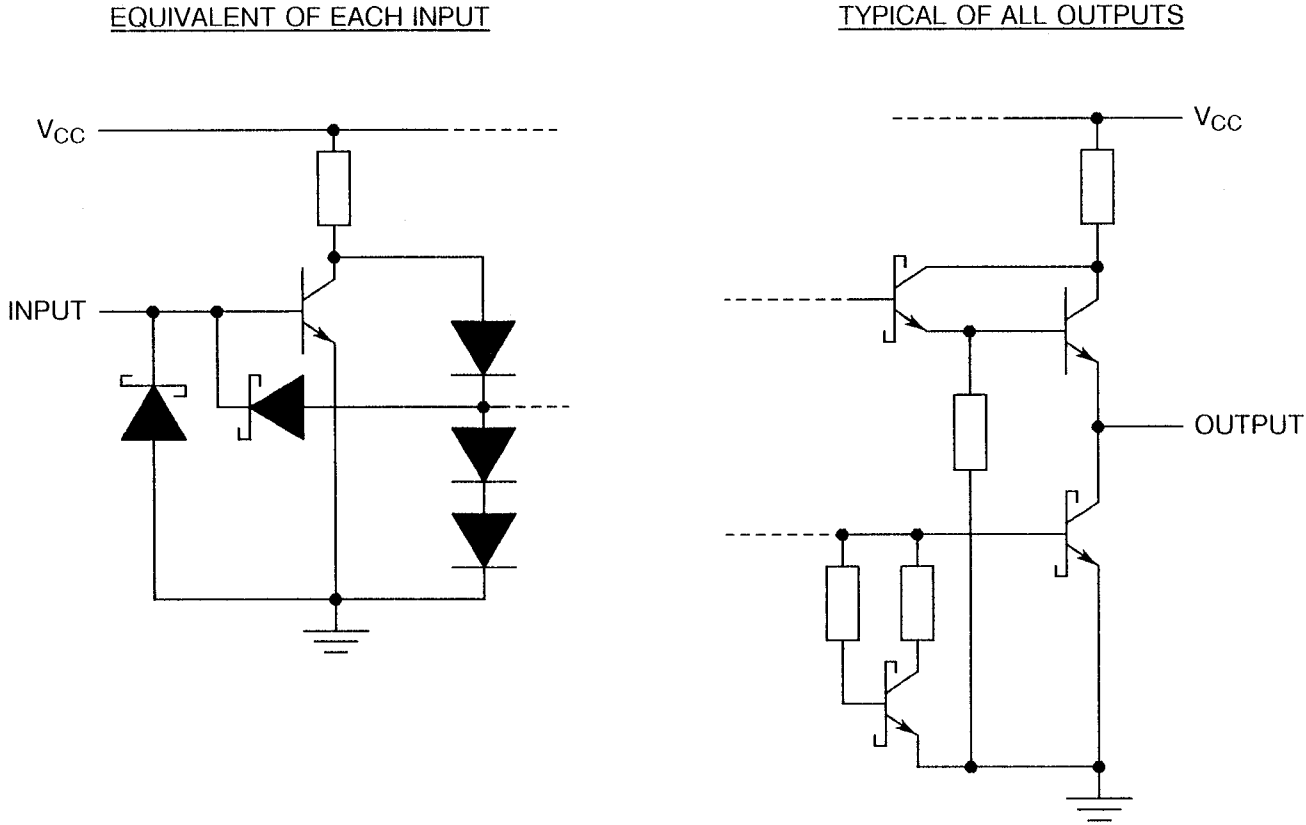 EQUIVALENT OF EACH INPUT
TYPICAL OF ALL OUTPUTS
VCC
INPUT
VCC
OUTPUT